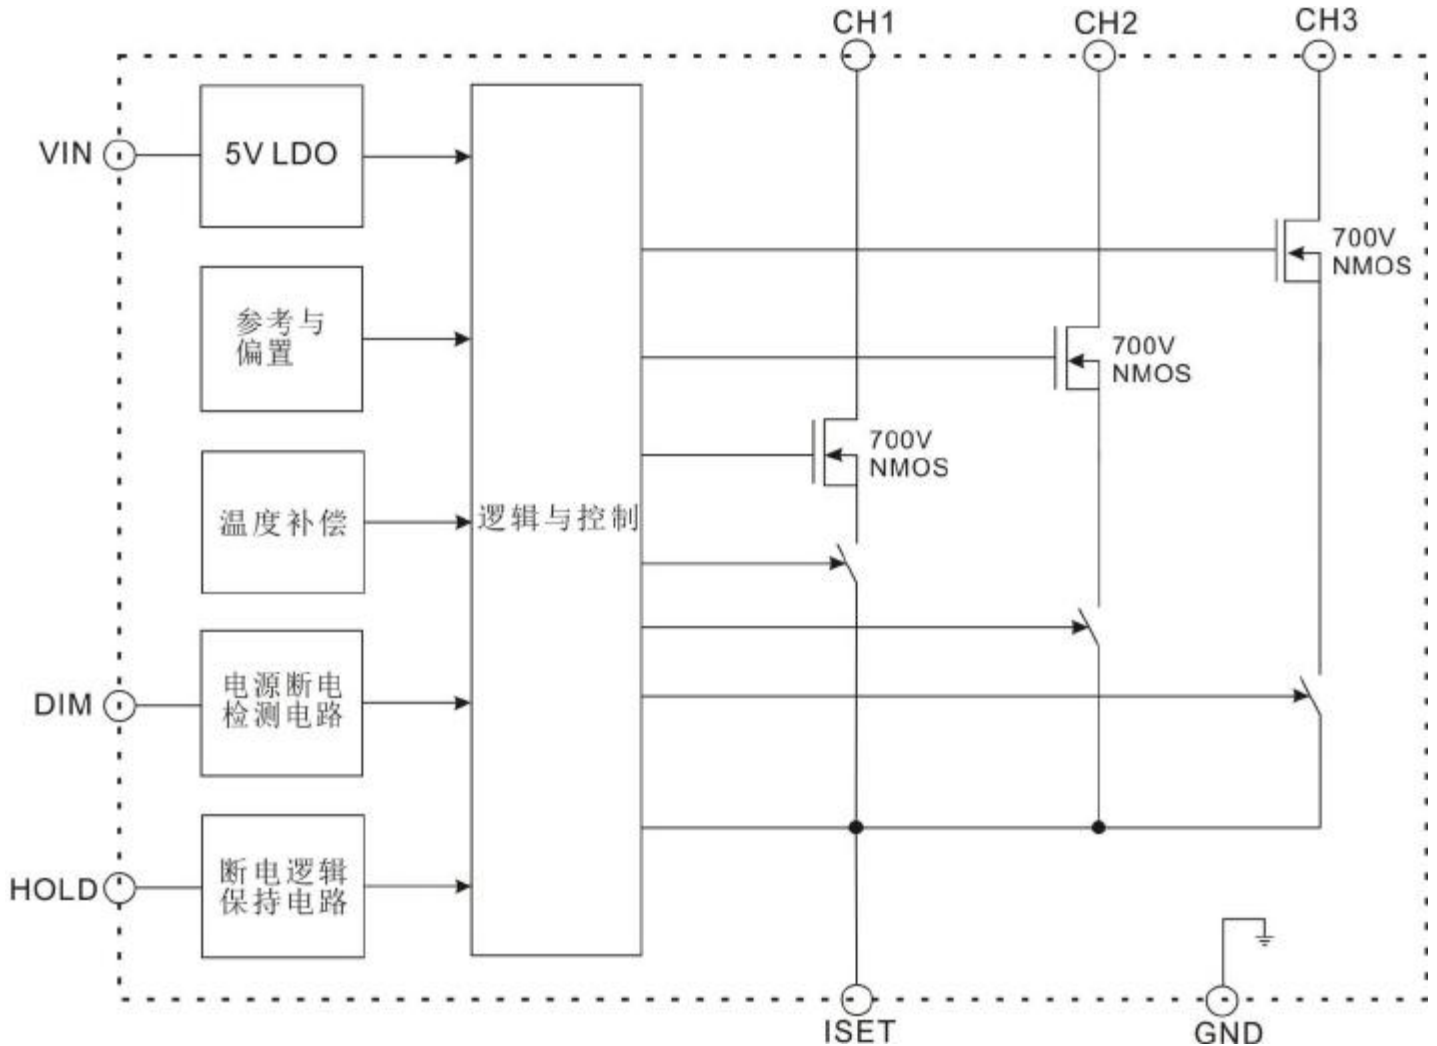 CH1
CH2
CH3
VIN
5V LDO
700V
NMOS
参考与
偏置
700V
NMOS
700V
NMOS
温度补偿
逻辑与控制
DIM
电源断电
检测电路
HOLD
断电逻辑
保持电路
ISET
GND